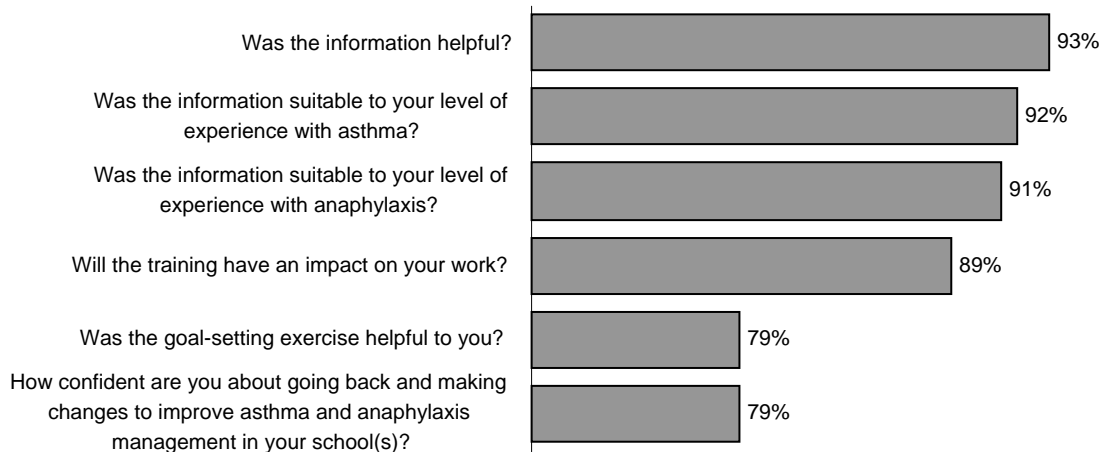 Was the information helpful?
93%
Was the information suitable to your level of
experience with asthma?
92%
Was the information suitable to your level of
experience with anaphylaxis?
91%
Will the training have an impact on your work?
89%
Was the goal-setting exercise helpful to you?
79%
How confident are you about going back and making
changes to improve asthma and anaphylaxis
management in your school(s)?
79%